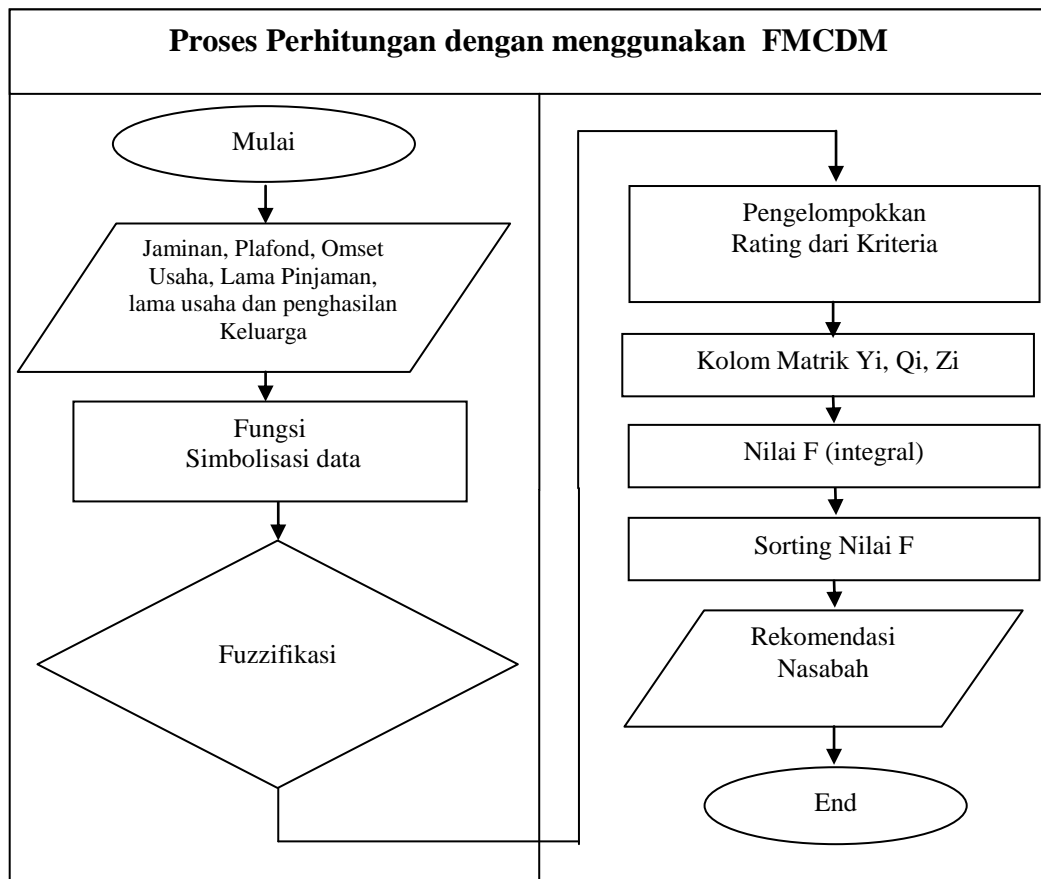 Proses Perhitungan dengan menggunakan FMCDM
Mulai
Jaminan, Plafond, Omset
Usaha, Lama Pinjaman,
lama usaha dan penghasilan
Keluarga
Fungsi
Simbolisasi data
Fuzzifikasi
Pengelompokkan
Rating dari Kriteria
Kolom Matrik Yi, Qi, Zi
Nilai F (integral)
Sorting Nilai F
Rekomendasi
Nasabah
End